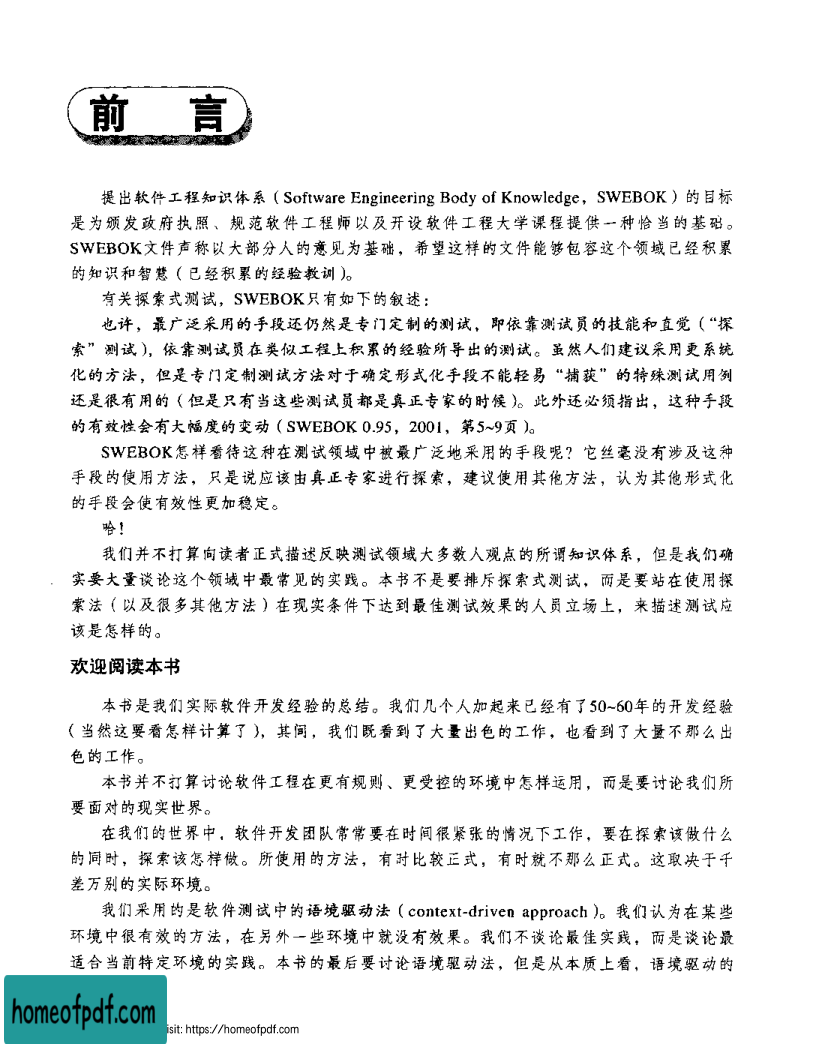 前 言
提出软件工程知识体系（Software Engineering Body of Knowledge，SWEBOK）的目标
是为颁发政府执照、规范软件工程师以及开设软件工程大学课程提供一种恰当的基础。
SWEBOK文件声称以大部分人的意见为基础，希望这样的文件能够包容这个领域已经积累
的知识和智慧（已经积累的经验教训）。
有关探索式测试，SWEBOK只有如下的叙述：
也许，最广泛采用的手段还仍然是专门定制的测试，即依靠测试员的技能和直觉（“探
索”测试），依靠测试员在类似工程上积累的经验所导出的测试。虽然人们建议采用更系统
化的方法，但是专门定制测试方法对于确定形式化手段不能轻易“捕获”的特殊测试用例
还是很有用的（但是只有当这些测试员都是真正专家的时候）。此外还必须指出，这种手段
的有效性会有大幅度的变动（SWEBOK 0.95，2001，第5~9页）。
SWEBOK怎样看待这种在测试领域中被最广泛地采用的手段呢？它丝毫没有涉及这种
手段的使用方法，只是说应该由真正专家进行探索，建议使用其他方法，认为其他形式化
的手段会使有效性更加稳定。
哈！
我们并不打算向读者正式描述反映测试领域大多数人观点的所谓知识体系，但是我们确
实要大量谈论这个领域中最常见的实践。本书不是要排斥探索式测试，而是要站在使用探
索法（以及很多其他方法）在现实条件下达到最佳测试效果的人员立场上，来描述测试应
该是怎样的。
欢迎阅读本书
本书是我们实际软件开发经验的总结。我们几个人加起来已经有了50~60年的开发经验
（当然这要看怎样计算了），其间，我们既看到了大量出色的工作，也看到了大量不那么出
色的工作。
本书并不打算讨论软件工程在更有规则、更受控的环境中怎样运用，而是要讨论我们所
要面对的现实世界。
在我们的世界中，软件开发团队常常要在时间很紧张的情况下工作，要在探索该做什么
的同时，探索该怎样做。所使用的方法，有时比较正式，有时就不那么正式。这取决于千
差万别的实际环境。
我们采用的是软件测试中的语境驱动法（context-driven approach）。我们认为在某些
环境中很有效的方法，在另外一些环境中就没有效果。我们不谈论最佳实践，而是谈论最
适合当前特定环境的实践。本书的最后要讨论语境驱动法，但是从本质上看，语境驱动的
homeofpdf.com
isit: https://homeofpdf.com